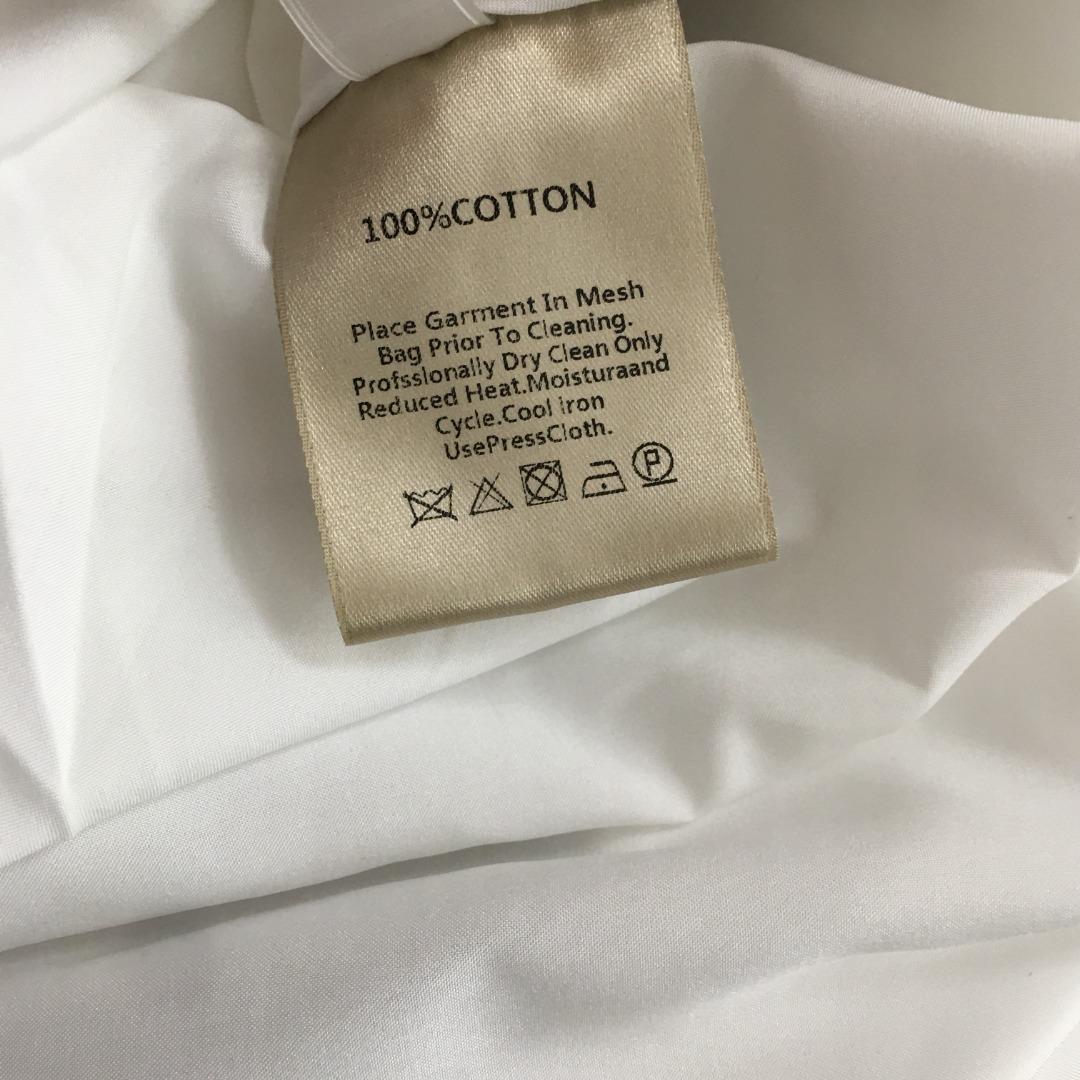 100%COTTON
Place Garment In Mesh
Bag Prior To Cleaning.
Profsslonally Dry Clean Only
Reduced Heat.Moisturaand
Cycle.Cool Iron
UsePressCloth.
P